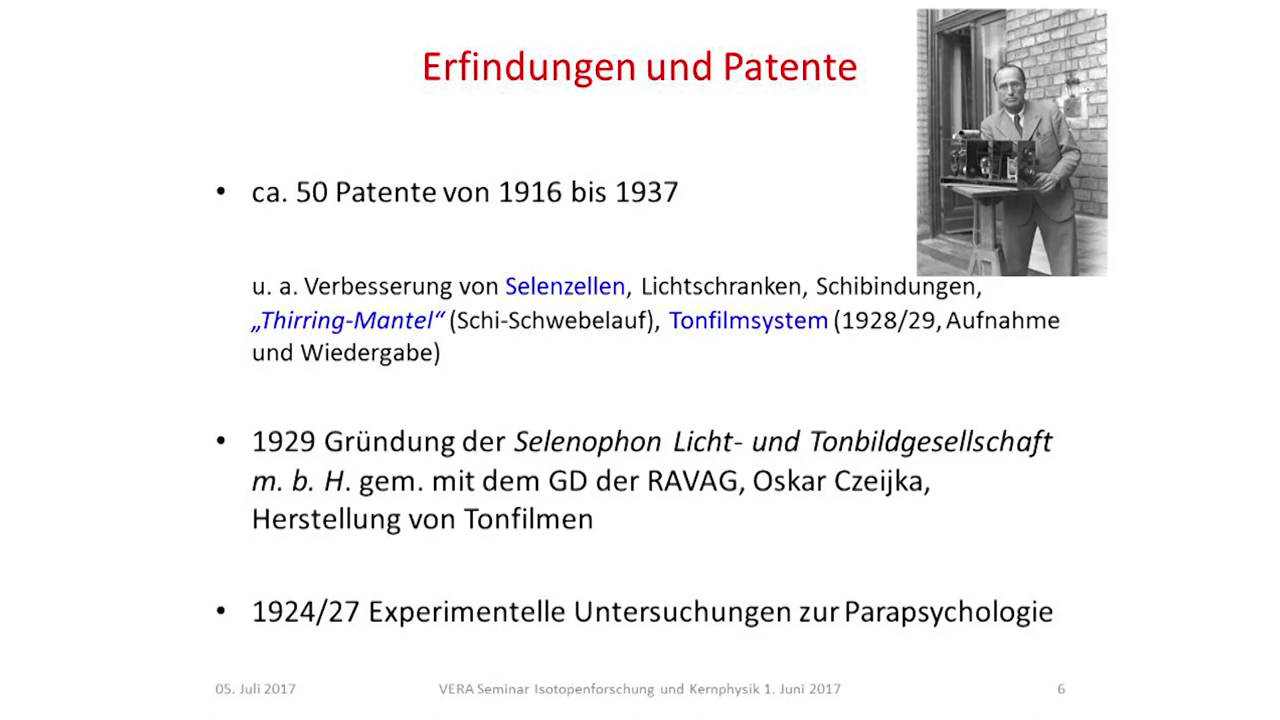 Erfindungen und Patente
• ca. 50 Patente von 1916 bis 1937
u. a. Verbesserung von Selenzellen, Lichtschranken, Schibindungen,
„Thirring-Mantel“ (Schi-Schwebelauf), Tonfilmsystem (1928/29, Aufnahme
und Wiedergabe)
• 1929 Gründung der Selenophon Licht- und Tonbildgesellschaft
m. b. H. gem. mit dem GD der RAVAG, Oskar Czeijka,
Herstellung von Tonfilmen
• 1924/27 Experimentelle Untersuchungen zur Parapsychologie
05. Juli 2017 VERA Seminar Isotopenforschung und Kernphysik 1. Juni 2017 6